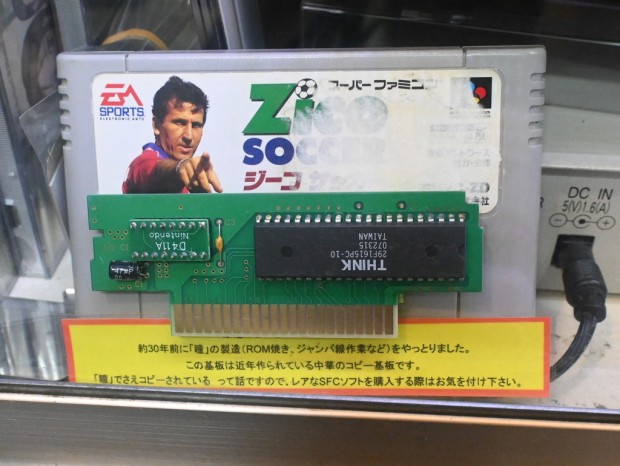 EA
SPORTS
ELECTRONIC ARTS
スーパーファミコン
Zico
SOCCER
ジーコ
DC IN
5(V)1.6(A)
D411A
Nintendo
THINK
29F1615PC-10
072315
TAIWAN
約30年前に「瞳」の製造(ROM焼き、ジャンパ線作業など)をやっとりました。
この基板は近年作られている中華のコピー基板です。
「瞳」でさえコピーされている って話ですので、レアなSFCソフトを購入する際はお気を付け下さい。